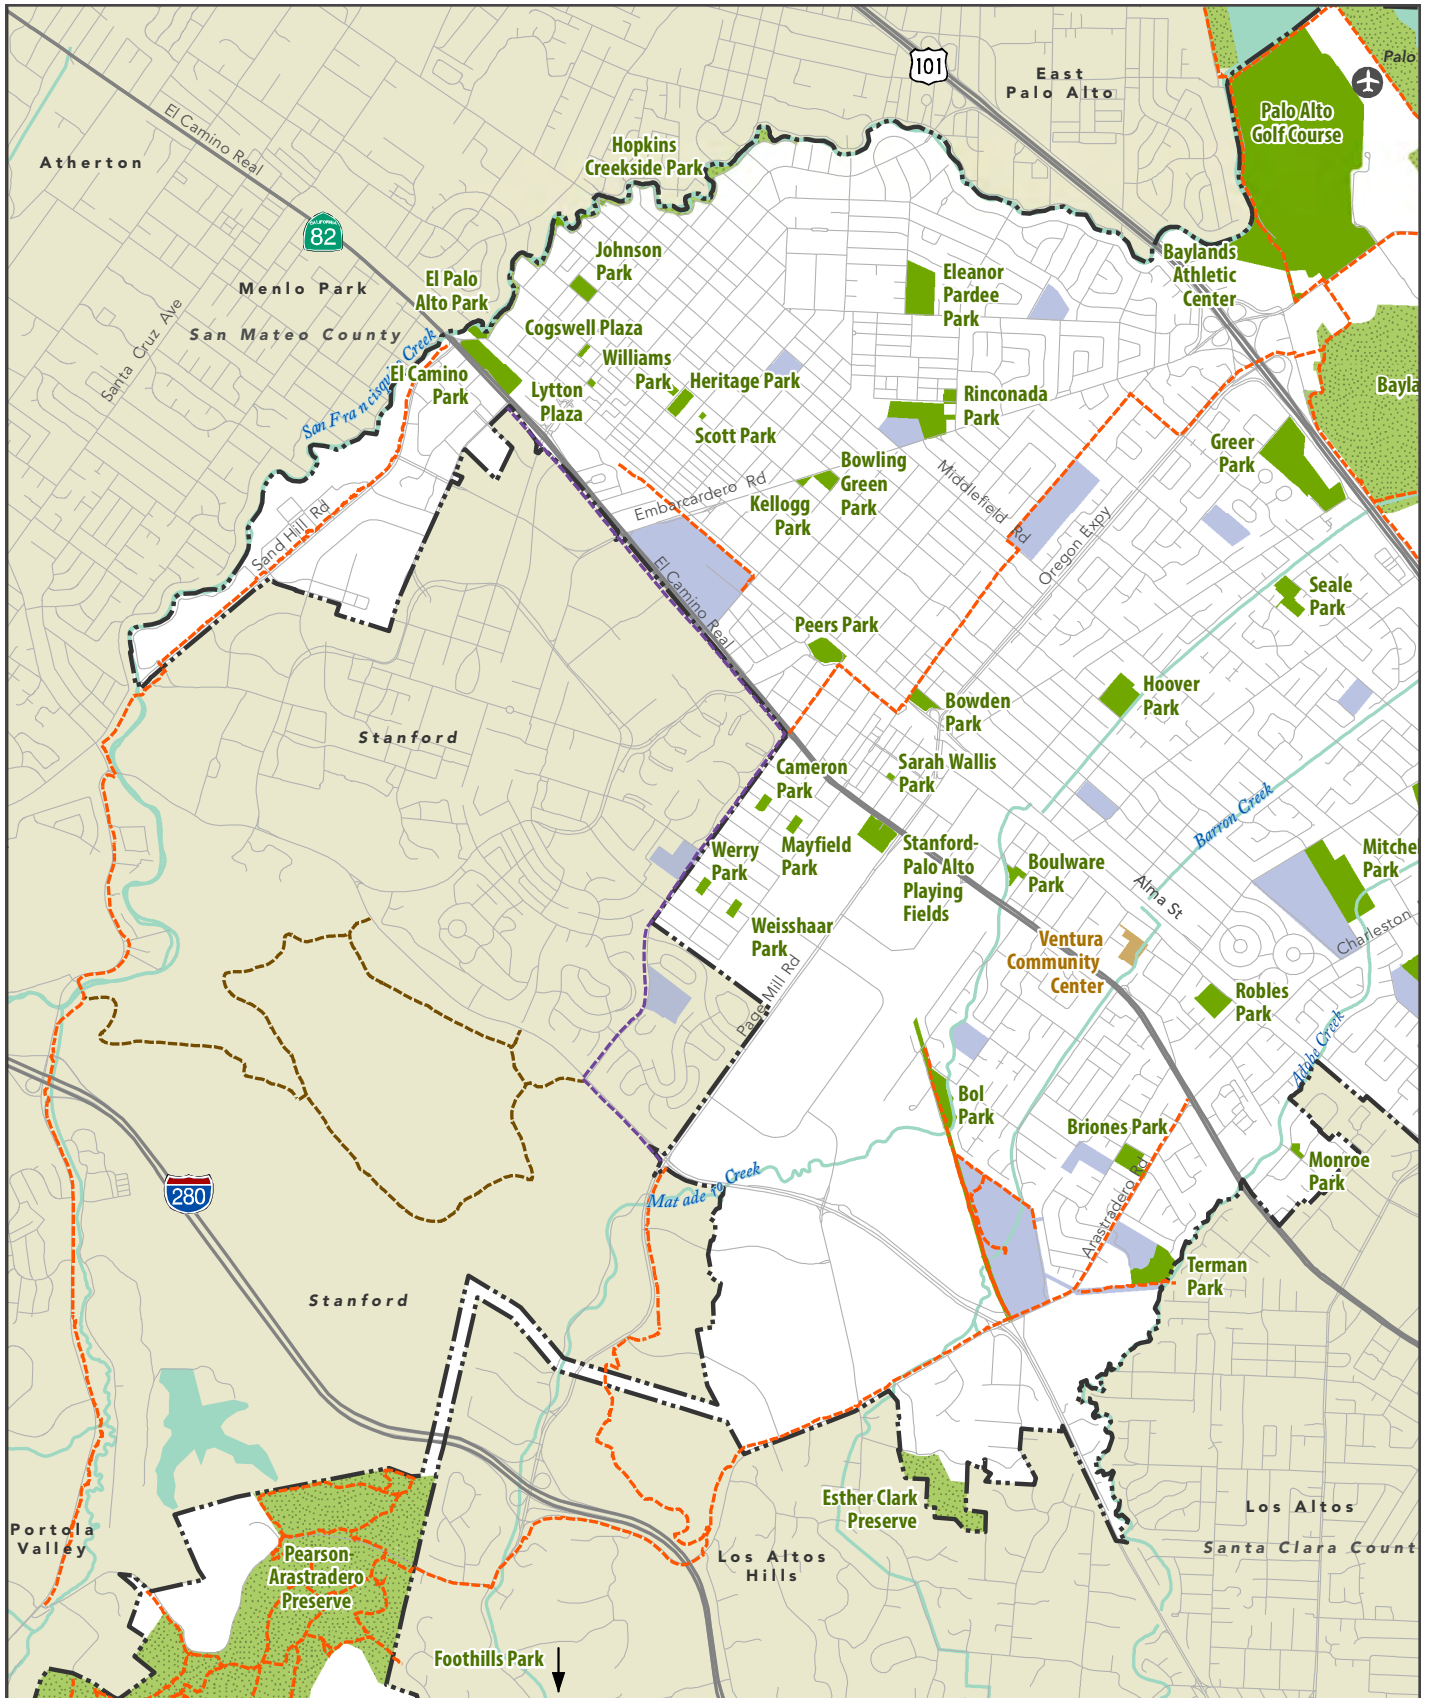 101
East
Palo Alto
Palo
Palo Alto
Golf Course
El Camino Real
Atherton
Hopkins
Creekside Park
CALIFORNIA
82
Johnson
Park
Baylands
Athletic
Center
Eleanor
Pardee
Park
El Palo
Alto Park
Menlo Park
San Mateo County
Santa Cruz Ave
San Francisquito Creek
Cogswell Plaza
Williams
Park
Heritage Park
El Camino
Park
Lytton
Plaza
Rinconada
Park
Bayla
Scott Park
Greer
Park
Bowling
Green
Park
Middlefield Rd
Embarcardero Rd
Kellogg
Park
Sand Hill Rd
Oregon Expy
El Camino Real
Seale
Park
Peers Park
Hoover
Park
Bowden
Park
Stanford
Sarah Wallis
Park
Cameron
Park
Barron Creek
Mayfield
Park
Werry
Park
Stanford-
Palo Alto
Playing
Fields
Boulware
Park
Mitche
Park
Alma St
Weisshaar
Park
Charleston
Ventura
Community
Center
Page Mill Rd
Robles
Park
Adobe Creek
Bol
Park
Briones Park
Monroe
Park
280
Matadero Creek
Arastradero Rd
Terman
Park
Stanford
Esther Clark
Preserve
Los Altos
Santa Clara Count
Portola
Valley
Pearson-
Arastradero
Preserve
Los Altos
Hills
Foothills Park